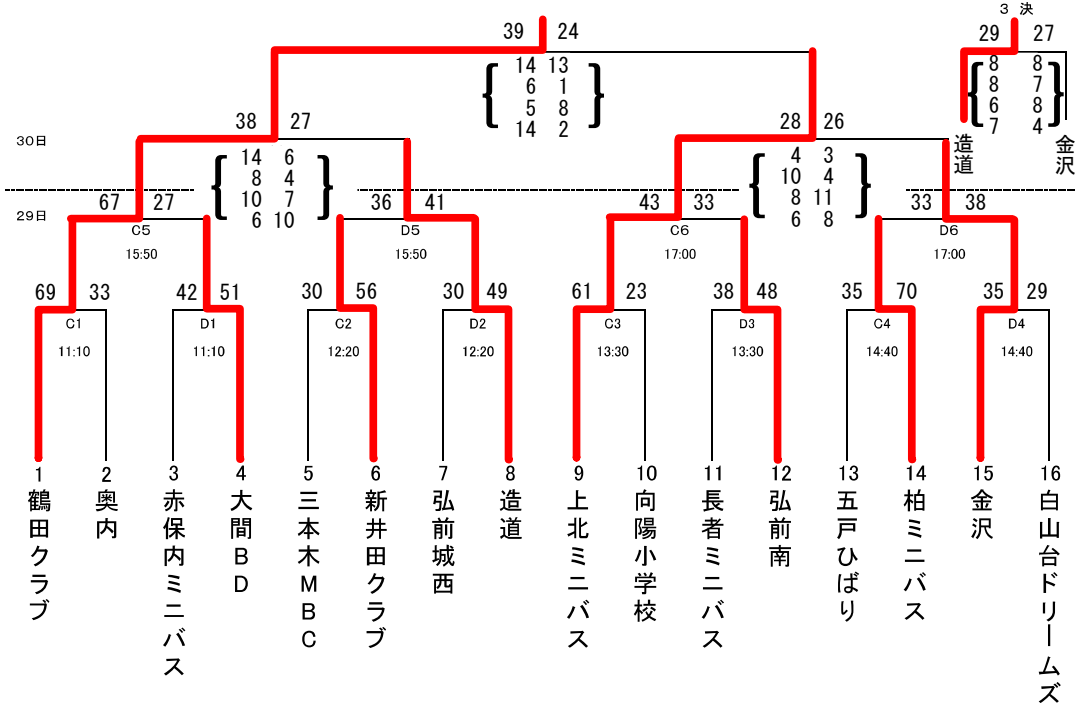 3 決
39 24
29 27
14 13
6 1
5 8
14 2
8 8
8 7
6 8
7 4
造道
金沢
38 27
28 26
30日
14 6
8 4
10 7
6 10
4 3
10 4
8 11
6 8
29日
67 27
36 41
43 33
33 38
C5
D5
C6
D6
15:50
15:50
17:00
17:00
69 33
42 51
30 56
30 49
61 23
38 48
35 70
35 29
C1
D1
C2
D2
C3
D3
C4
D4
11:10
11:10
12:20
12:20
13:30
13:30
14:40
14:40
1
鶴田クラブ
2
奥内
3
赤保内ミニバス
4
大間BD
5
三本木MBC
6
新井田クラブ
7
弘前城西
8
造道
9
上北ミニバス
10
向陽小学校
11
長者ミニバス
12
弘前南
13
五戸ひばり
14
柏ミニバス
15
金沢
16
白山台ドリームズ